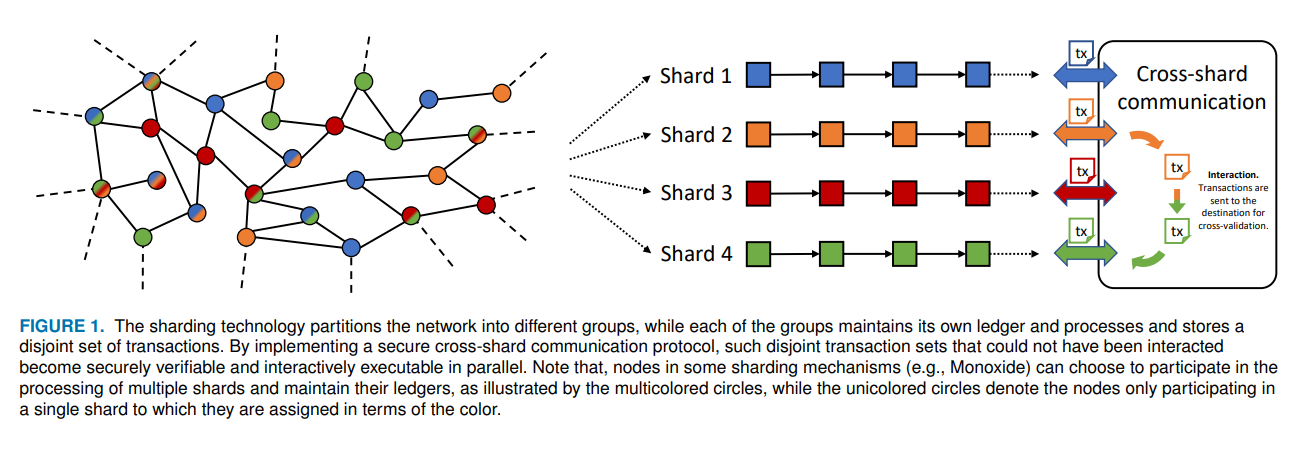 Shard 1
Shard 2
Shard 3
Shard 4
tx
tx
tx
tx
Cross-shard
communication
tx
tx
Interaction.
Transactions are
sent to the
destination for
cross-validation.
FIGURE 1. The sharding technology partitions the network into different groups, while each of the groups maintains its own ledger and processes and stores a
disjoint set of transactions. By implementing a secure cross-shard communication protocol, such disjoint transaction sets that could not have been interacted
become securely verifiable and interactively executable in parallel. Note that, nodes in some sharding mechanisms (e.g., Monoxide) can choose to participate in the
processing of multiple shards and maintain their ledgers, as illustrated by the multicolored circles, while the unicolored circles denote the nodes only participating in
a single shard to which they are assigned in terms of the color.